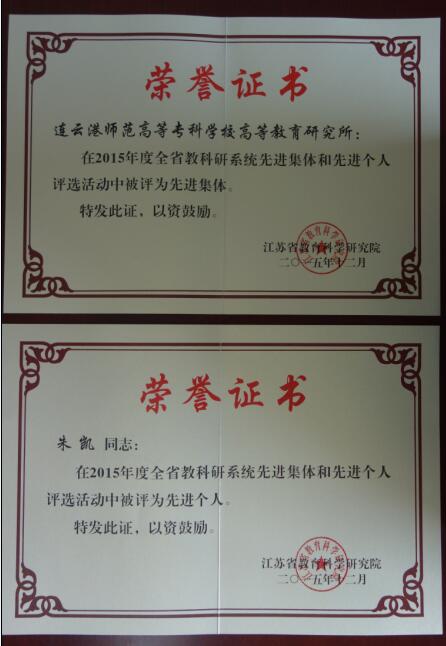 荣誉证书
连云港师范高等专科学校高等教育研究所：
在2015年度全省教科研系统先进集体和先进个人
评选活动中被评为先进集体。
特发此证，以资鼓励。
江苏省教育科学研究院
二〇一五年十二月
荣誉证书
朱凯 同志：
在2015年度全省教科研系统先进集体和先进个人
评选活动中被评为先进个人。
特发此证，以资鼓励。
江苏省教育科学研究院
二〇一五年十二月